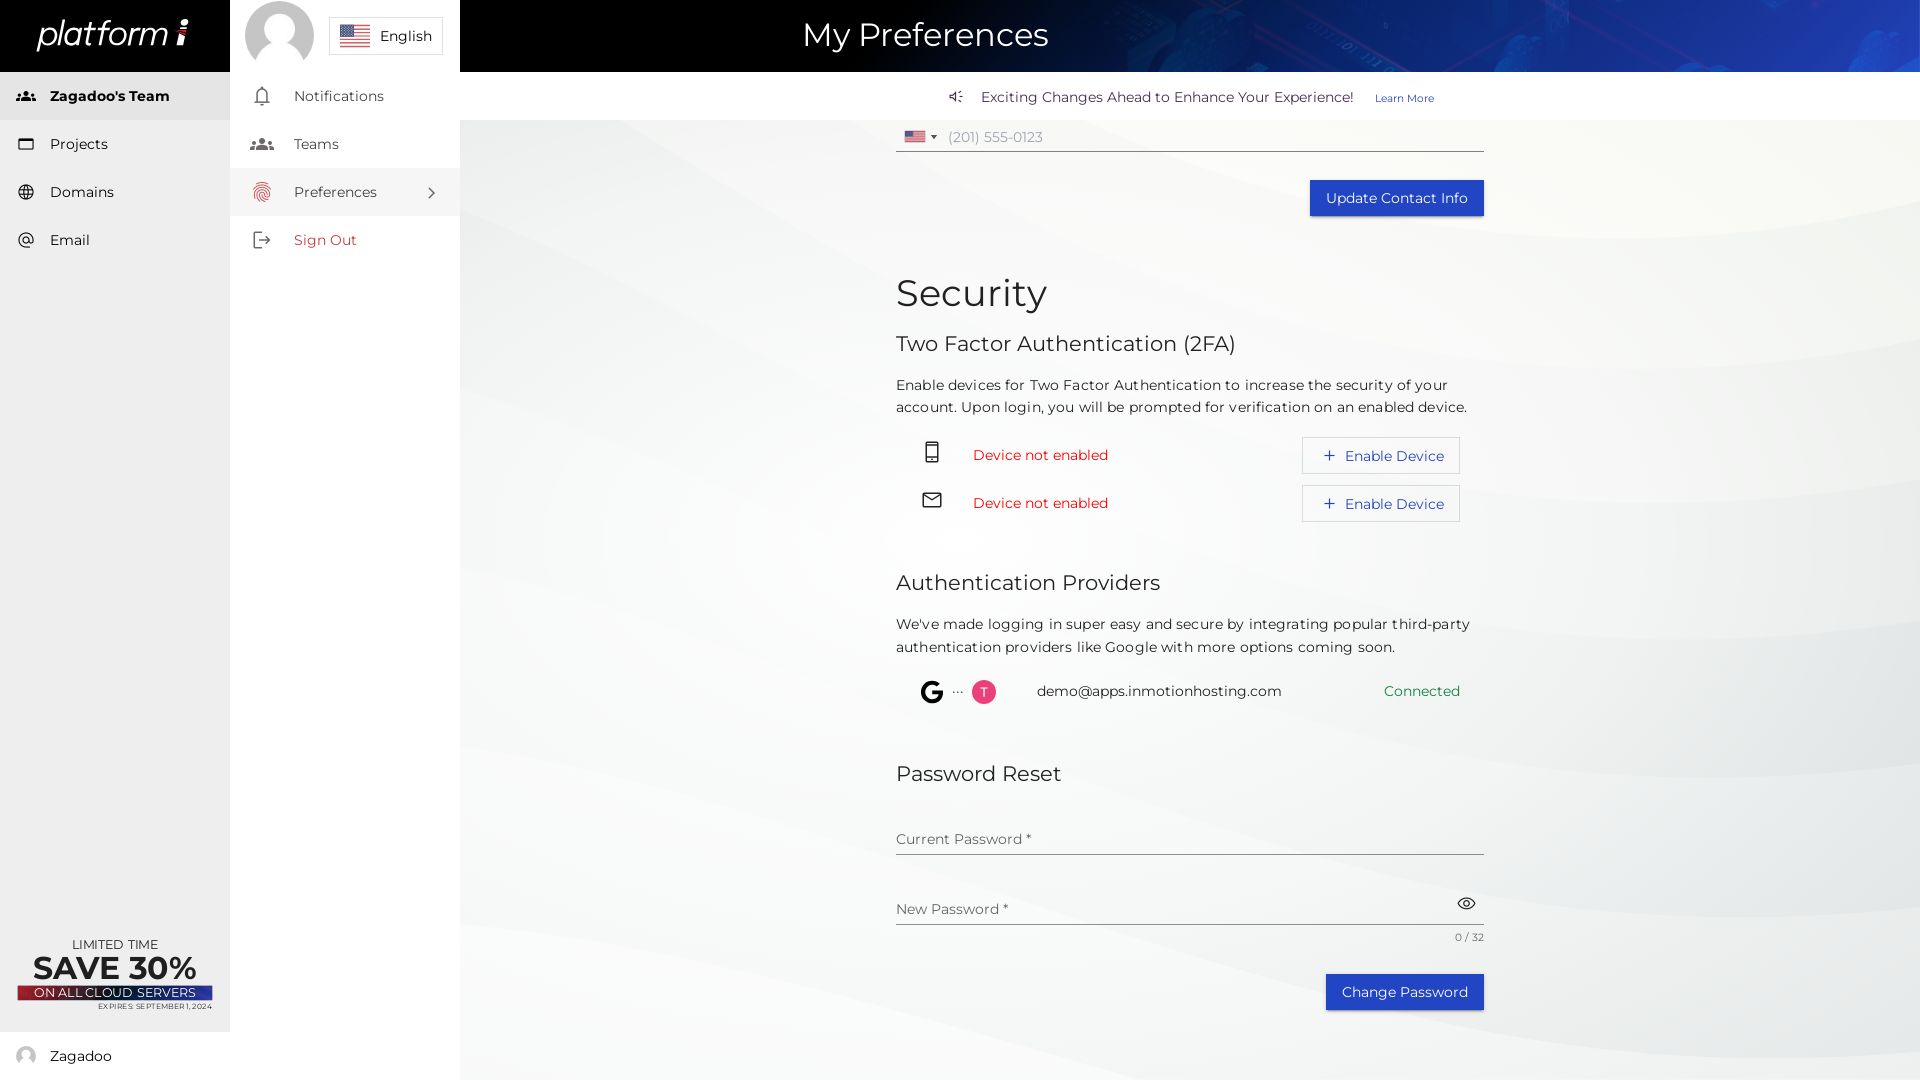 platform i
Zagadoo's Team
Projects
Domains
Email
LIMITED TIME
SAVE 30%
ON ALL CLOUD SERVERS
EXPIRES: SEPTEMBER 1, 2024
Zagadoo
English
Notifications
Teams
Preferences
Sign Out
My Preferences
Exciting Changes Ahead to Enhance Your Experience! Learn More
(201) 555-0123
Update Contact Info
Security
Two Factor Authentication (2FA)
Enable devices for Two Factor Authentication to increase the security of your
account. Upon login, you will be prompted for verification on an enabled device.
Device not enabled + Enable Device
Device not enabled + Enable Device
Authentication Providers
We've made logging in super easy and secure by integrating popular third-party
authentication providers like Google with more options coming soon.
G ... T demo@apps.inmotionhosting.com Connected
Password Reset
Current Password *
New Password *
0 / 32
Change Password